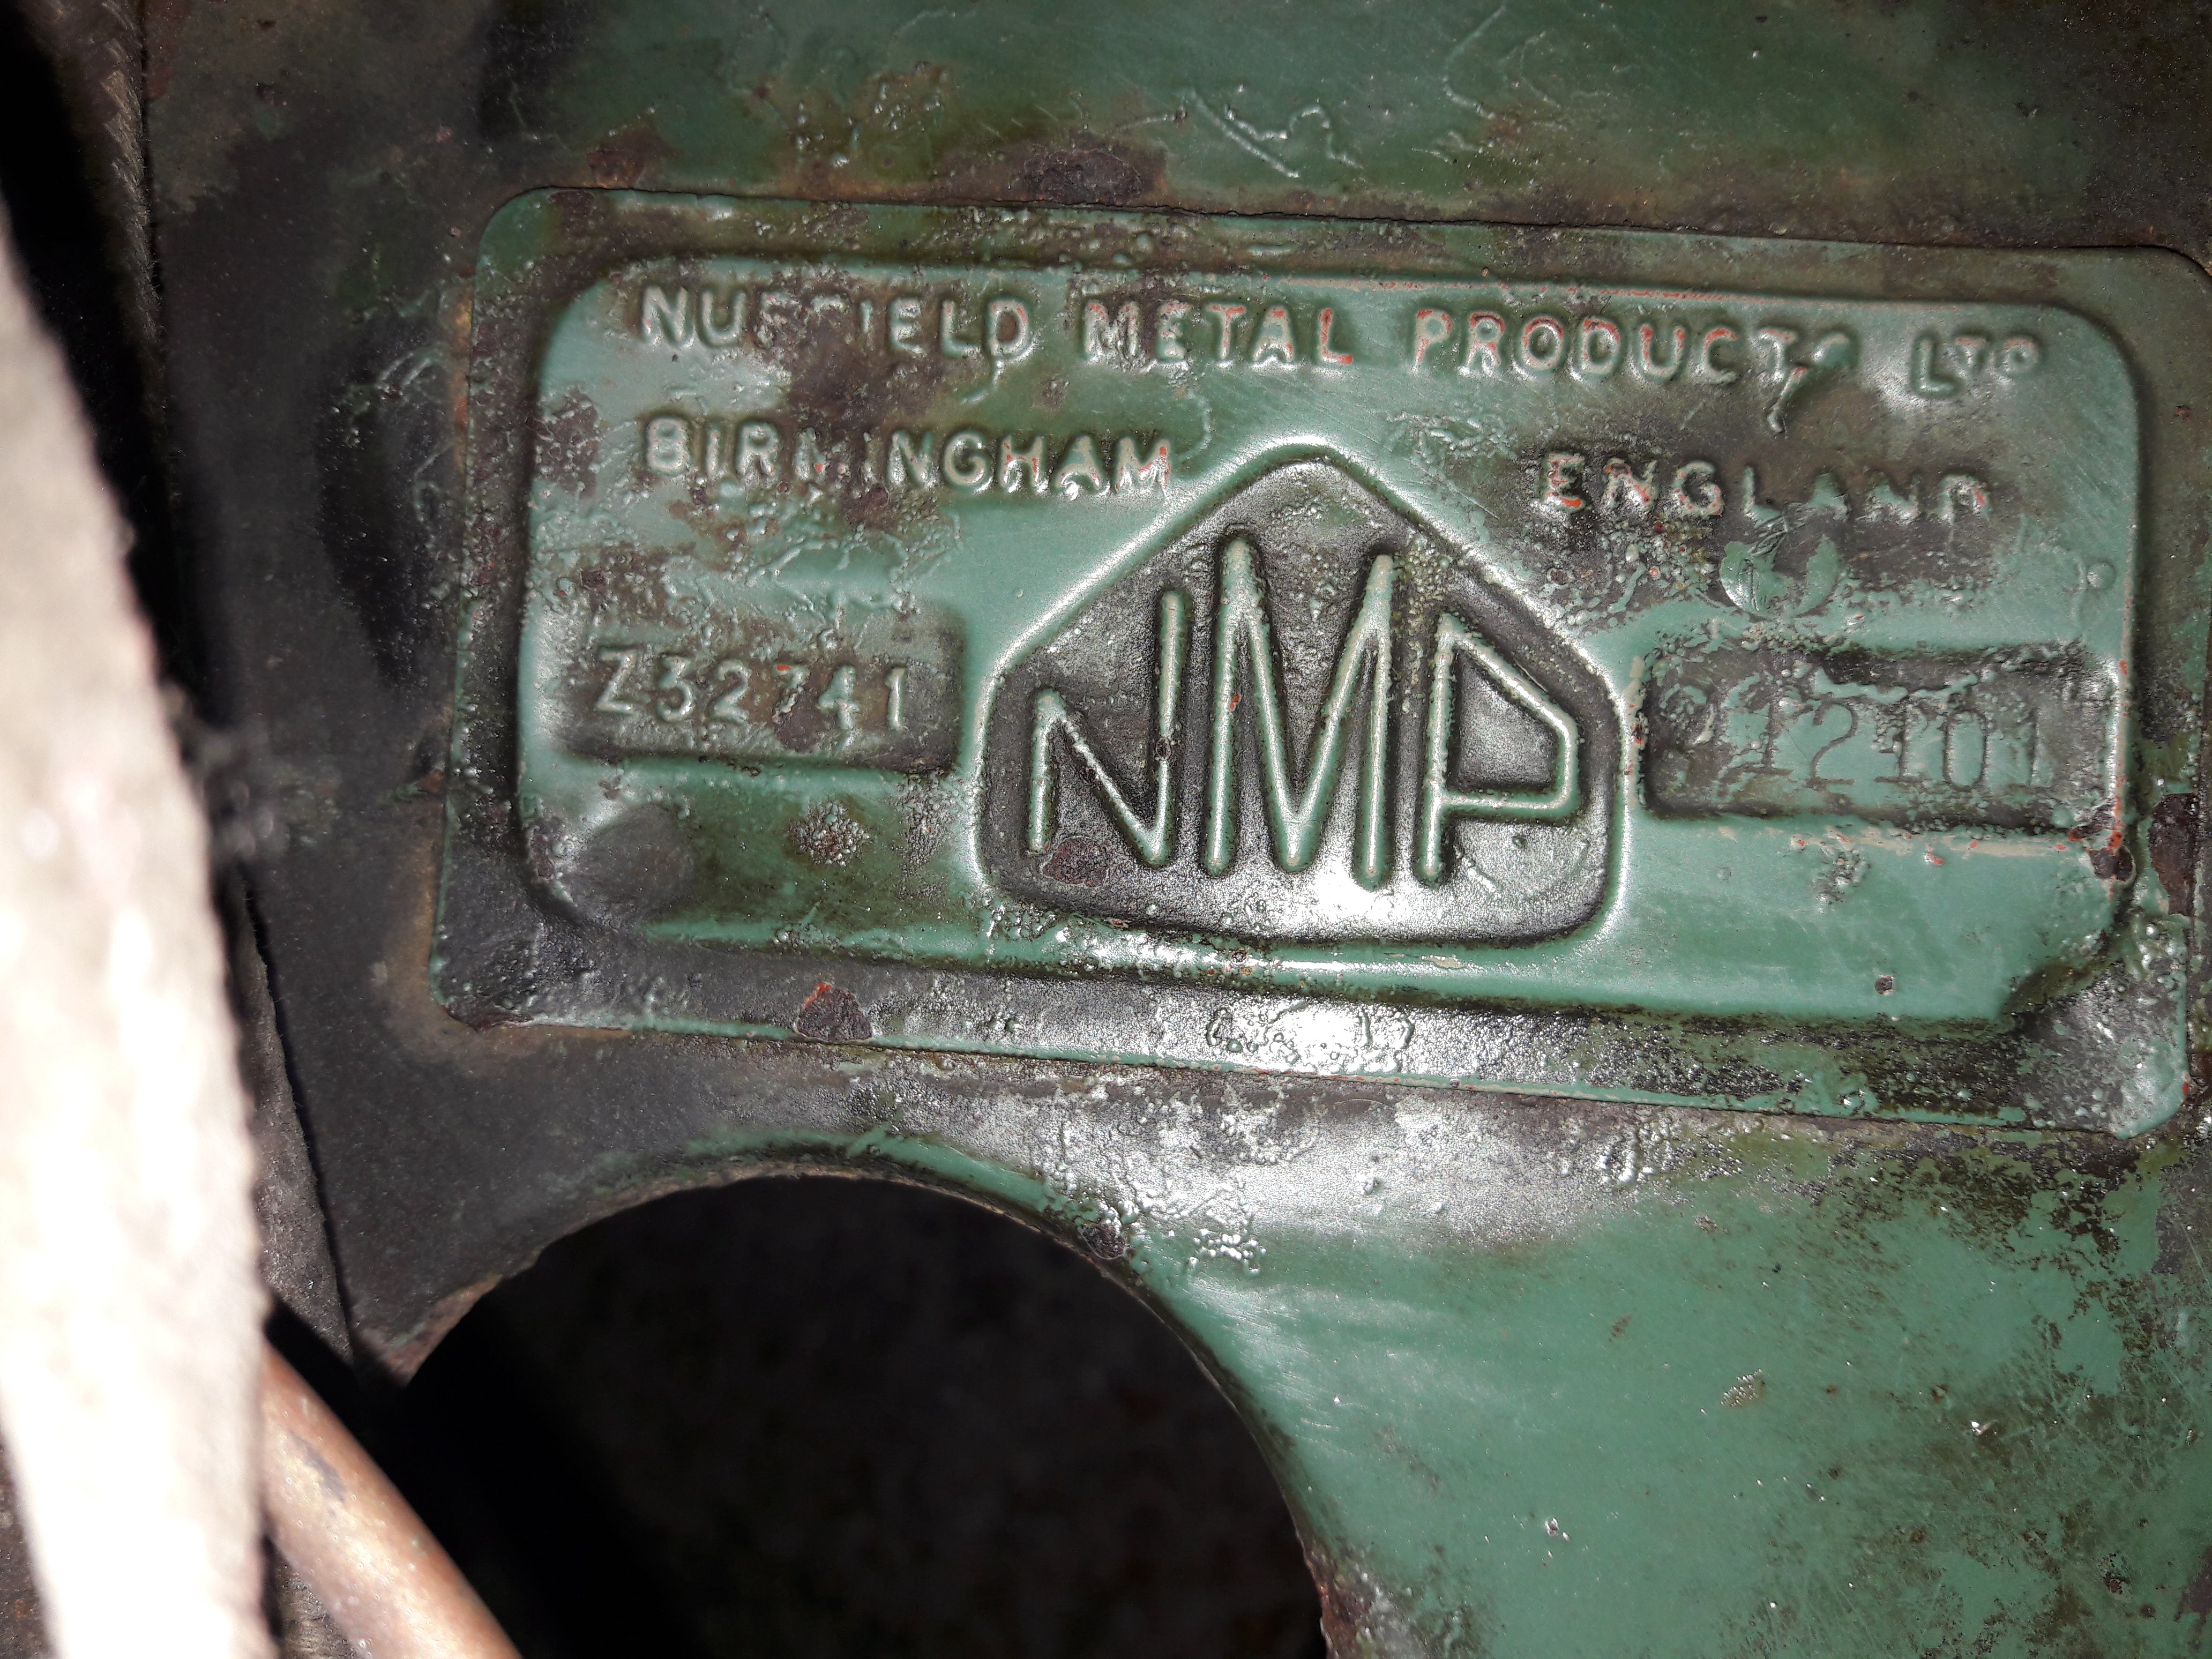 NUFFIELD METAL PRODUCTS LTD
BIRMINGHAM ENGLAND
Z32741
NMP